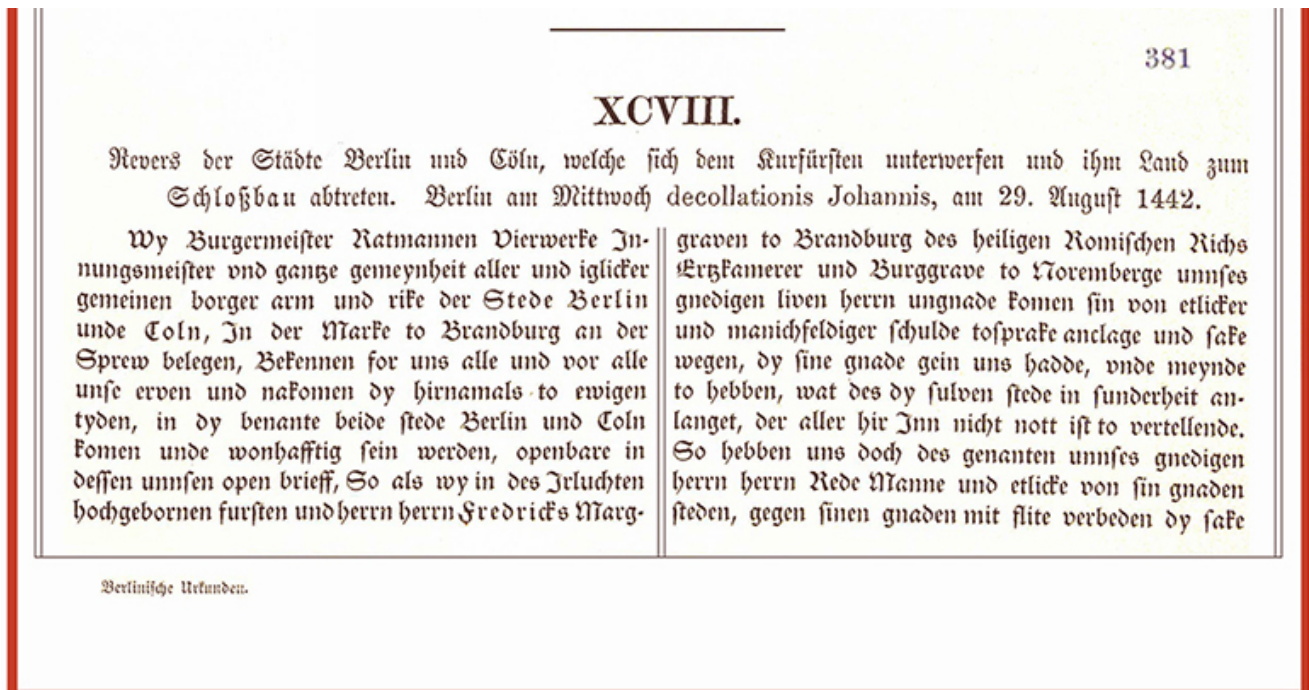 381
XCVIII.
Revers der Städte Berlin und Cöln, welche sich dem Kurfürsten unterwerfen und ihm Land zum
Schloßbau abtreten. Berlin am Mittwoch decollationis Johannis, am 29. August 1442.
Wy Burgermeister Ratmannen Vierwerke In-
nungsmeister vnd gantze gemeynheit aller und iglicker
gemeinen borger arm und rike der Stede Berlin
unde Coln, In der Marke to Brandburg an der
Sprew belegen, Bekennen for uns alle und vor alle
unse erven und nakomen dy hirnamals to ewigen
tyden, in dy benante beide stede Berlin und Coln
komen unde wonhafftig sein werden, openbare in
dessen unnsen open brieff, So als wy in des Irluchten
hochgebornen fursten und herrn herrn Fredricks Marg-
graven to Brandburg des heiligen Romischen Richs
Ertzkamerer und Burggrave to Noremberge unnses
gnedigen liven herrn ungnade komen sin von etlicker
und manichfeldiger schulde tosprake anclage und sake
wegen, dy sine gnade gein uns hadde, vnde meynde
to hebben, wat des dy sulven stede in sunderheit an-
langet, der aller hir Inn nicht nott ist to vertellende.
So hebben uns doch des genanten unnses gnedigen
herrn herrn Rede Manne und etlicke von sin gnaden
steden, gegen sinen gnaden mit flite verbeden dy sake
Berlinische Urkunden.